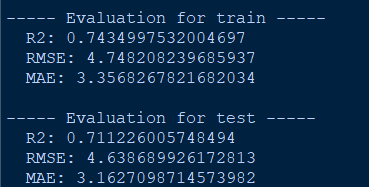 ----- Evaluation for train -----
R2: 0.7434997532004697
RMSE: 4.748208239685937
MAE: 3.3568267821682034
----- Evaluation for test -----
R2: 0.711226005748494
RMSE: 4.638689926172813
MAE: 3.1627098714573982